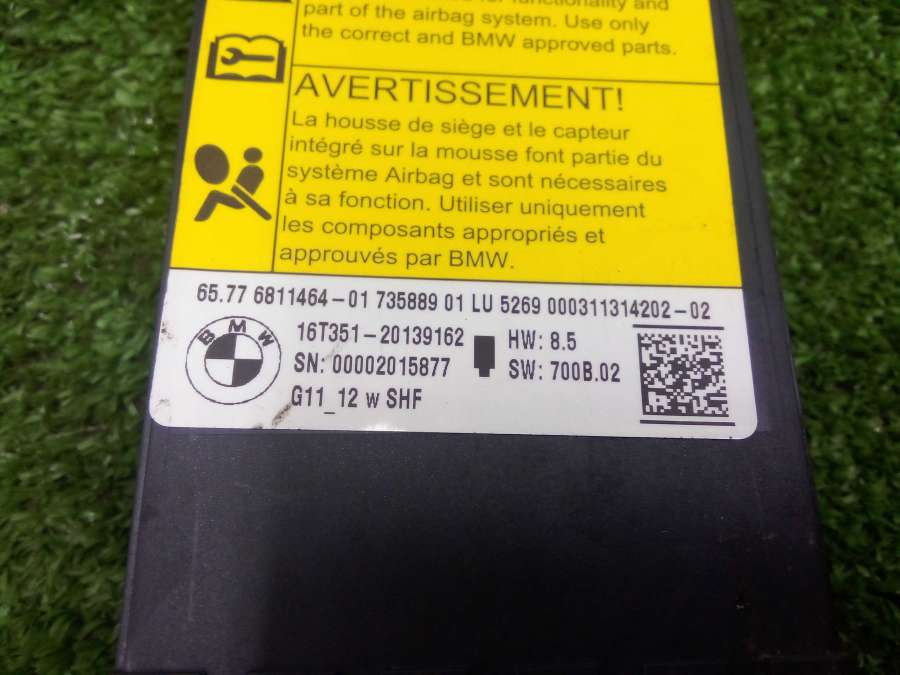 for functionality and
part of the airbag system. Use only
the correct and BMW approved parts.
AVERTISSEMENT!
La housse de siège et le capteur
intégré sur la mousse font partie du
système Airbag et sont nécessaires
à sa fonction. Utiliser uniquement
les composants appropriés et
approuvés par BMW.
65.77 6811464-01 735889 01 LU 5269 000311314202-02
BMW
16T351-20139162
HW: 8.5
SN: 00002015877
SW: 700B.02
G11_12 w SHF